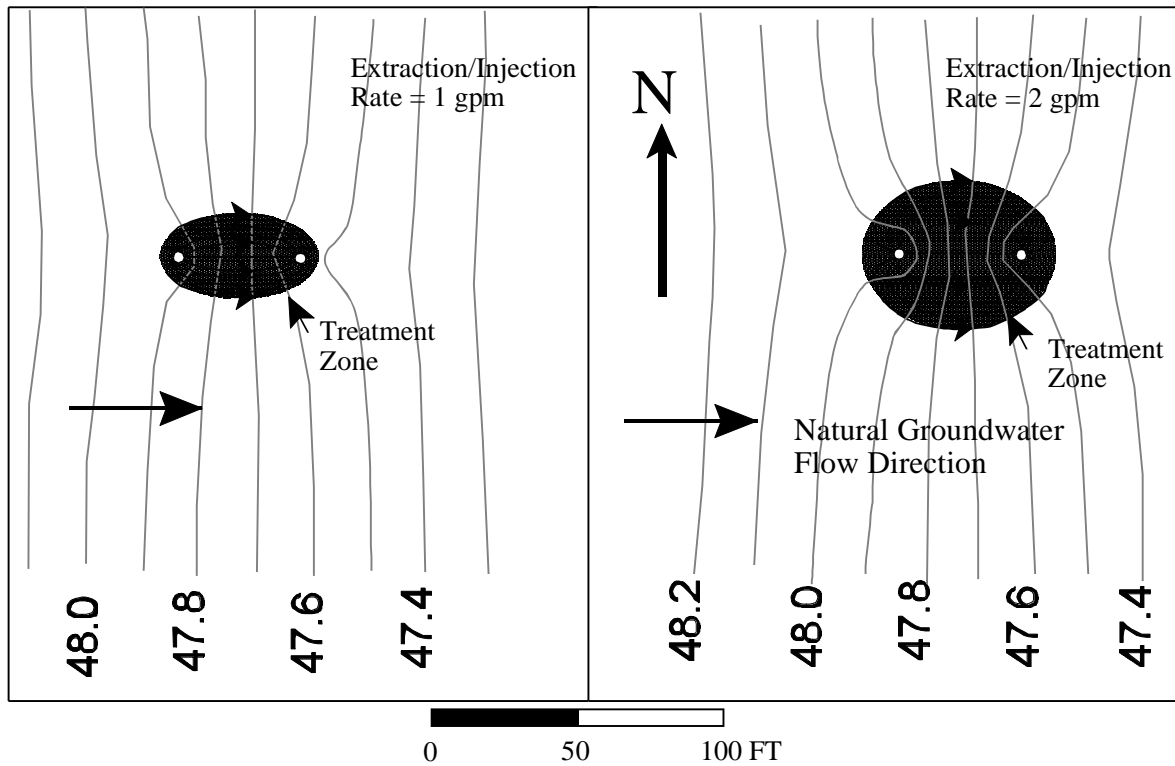 Extraction/Injection
Rate = 1 gpm
Treatment
Zone
48.0
47.8
47.6
47.4
N
Extraction/Injection
Rate = 2 gpm
Treatment
Zone
Natural Groundwater
Flow Direction
48.2
48.0
47.8
47.6
47.4
0
50
100 FT